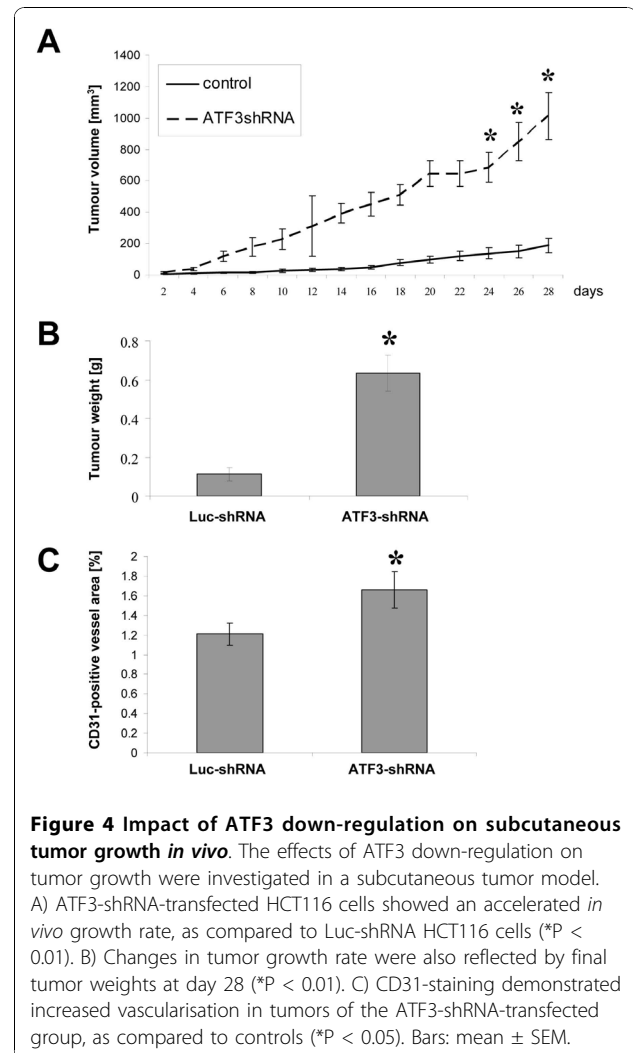 A
Tumour volume [mm³]
1400
1200
1000
800
600
400
200
0
control
ATF3shRNA
* * *
2 4 6 8 10 12 14 16 18 20 22 24 26 28 days
B
Tumour weight [g]
0.8
0.6
0.4
0.2
0
*
Luc-shRNA ATF3-shRNA
C
CD31-positive vessel area [%]
2
1.8
1.6
1.4
1.2
1
0.8
0.6
0.4
0.2
0
*
Luc-shRNA ATF3-shRNA
Figure 4 Impact of ATF3 down-regulation on subcutaneous
tumor growth in vivo. The effects of ATF3 down-regulation on
tumor growth were investigated in a subcutaneous tumor model.
A) ATF3-shRNA-transfected HCT116 cells showed an accelerated in
vivo growth rate, as compared to Luc-shRNA HCT116 cells (*P <
0.01). B) Changes in tumor growth rate were also reflected by final
tumor weights at day 28 (*P < 0.01). C) CD31-staining demonstrated
increased vascularisation in tumors of the ATF3-shRNA-transfected
group, as compared to controls (*P < 0.05). Bars: mean ± SEM.